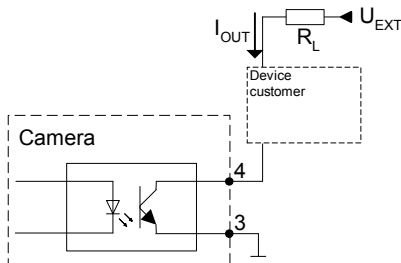 I_OUT
R_L
U_EXT
Device
customer
Camera
4
3